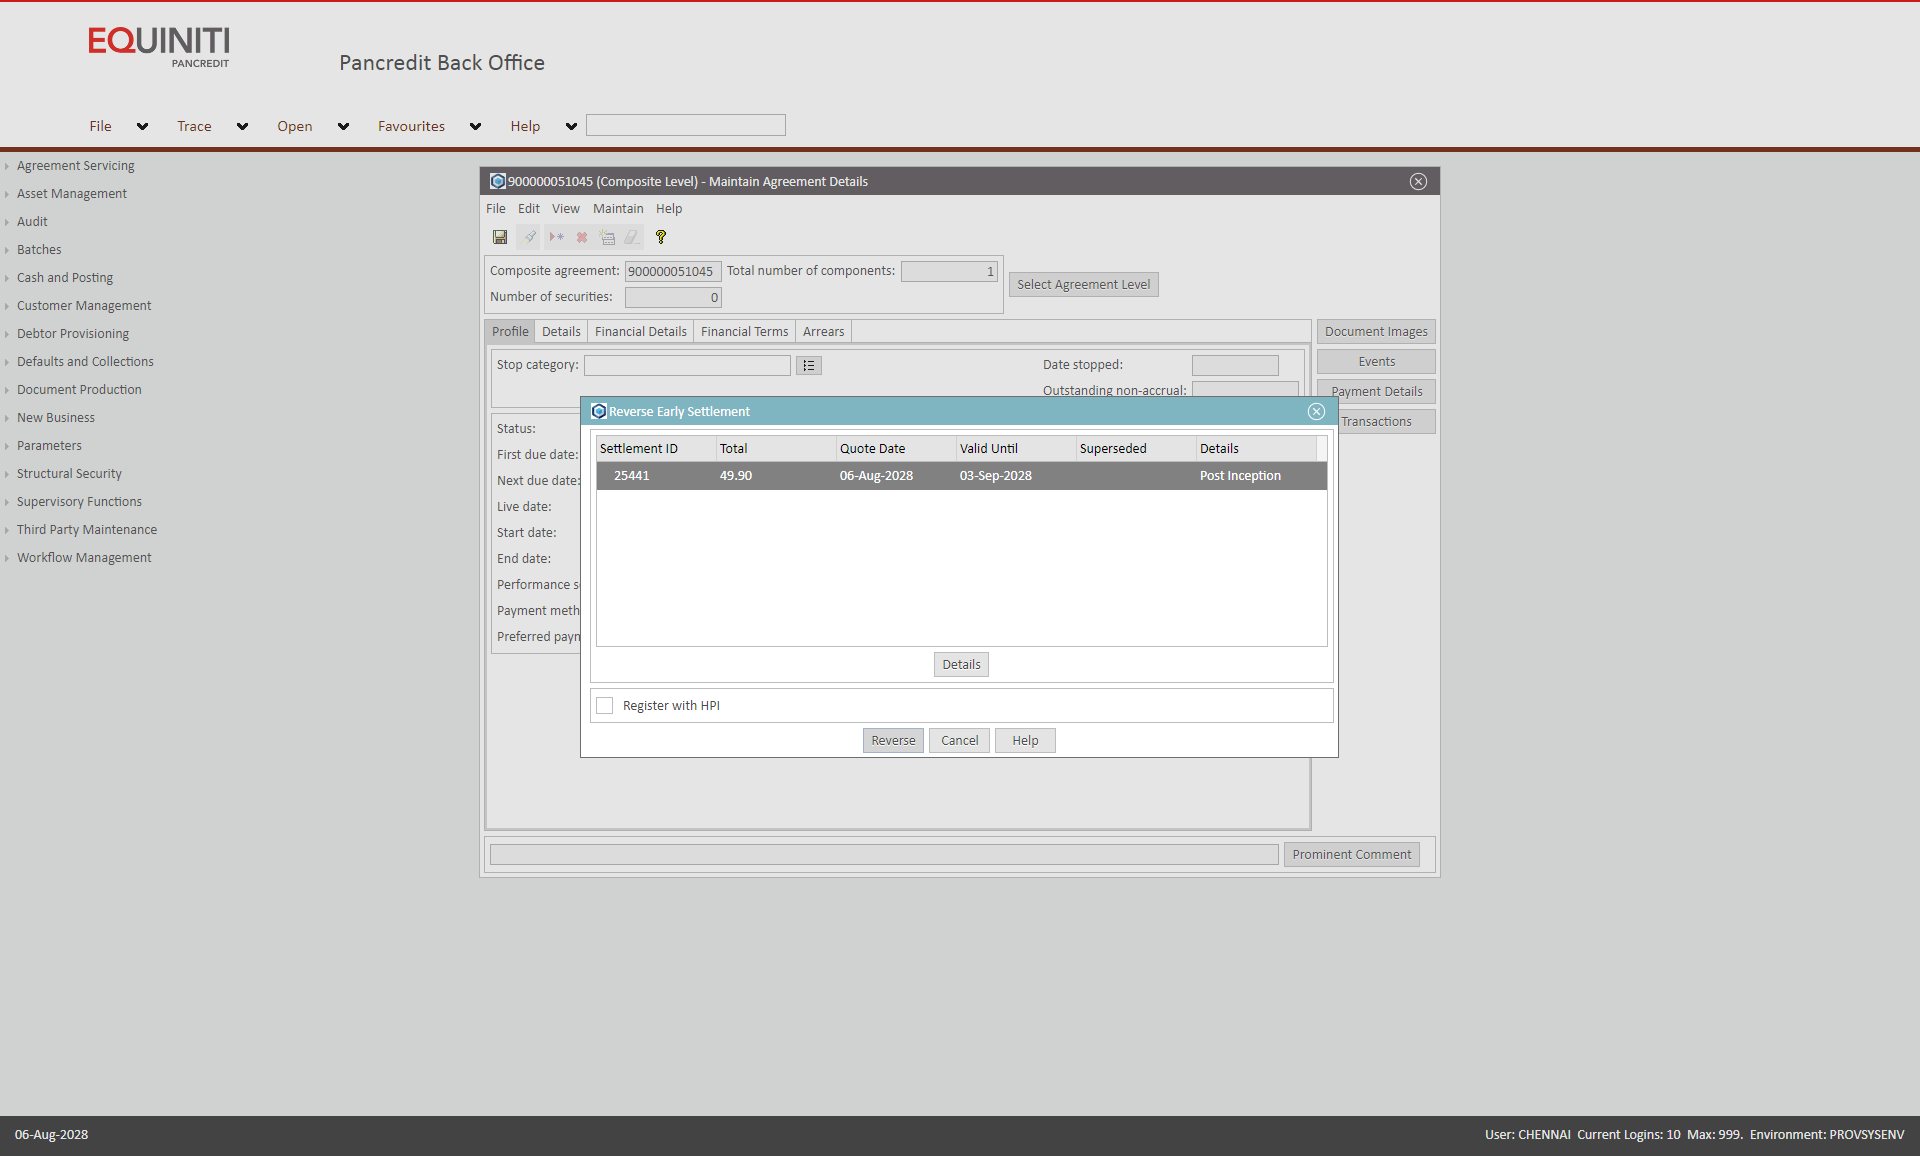 EQUINITI
PANCREDIT
Pancredit Back Office
File Trace Open Favourites Help
Agreement Servicing
Asset Management
Audit
Batches
Cash and Posting
Customer Management
Debtor Provisioning
Defaults and Collections
Document Production
New Business
Parameters
Structural Security
Supervisory Functions
Third Party Maintenance
Workflow Management
900000051045 (Composite Level) - Maintain Agreement Details
File Edit View Maintain Help
Composite agreement: 900000051045 Total number of components: 1
Number of securities: 0
Select Agreement Level
Profile Details Financial Details Financial Terms Arrears
Document Images
Events
Payment Details
Transactions
Stop category: Date stopped:
Outstanding non-accrual:
Status:
First due date:
Next due date:
Live date:
Start date:
End date:
Performance s
Payment meth
Preferred payn
Reverse Early Settlement
Settlement ID Total Quote Date Valid Until Superseded Details
25441 49.90 06-Aug-2028 03-Sep-2028 Post Inception
Details
Register with HPI
Reverse Cancel Help
Prominent Comment
06-Aug-2028
User: CHENNAI Current Logins: 10 Max: 999. Environment: PROVSYSENV